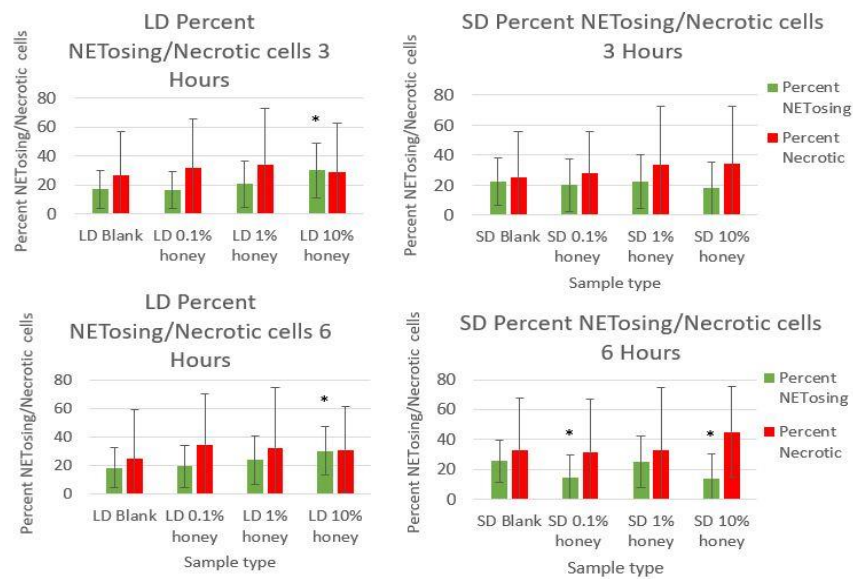 LD Percent
NETosing/Necrotic cells 3
Hours
Percent NETosing/Necrotic cells
80
60
40
20
0
*
LD Blank
LD 0.1%
honey
LD 1%
honey
LD 10%
honey
SD Percent NETosing/Necrotic cells
3 Hours
Percent NETosing/Necrotic cells
80
60
40
20
0
SD Blank
SD 0.1%
honey
SD 1%
honey
SD 10%
honey
Sample type
Percent
NETosing
Percent
Necrotic
LD Percent
NETosing/Necrotic cells 6
Hours
Percent NETosing/Necrotic cells
80
60
40
20
0
*
LD Blank
LD 0.1%
honey
LD 1%
honey
LD 10%
honey
Sample type
SD Percent NETosing/Necrotic cells
6 Hours
Percent NETosing/Necrotic cells
80
60
40
20
0
*
*
SD Blank
SD 0.1%
honey
SD 1%
honey
SD 10%
honey
Sample type
Percent
NETosing
Percent
Necrotic